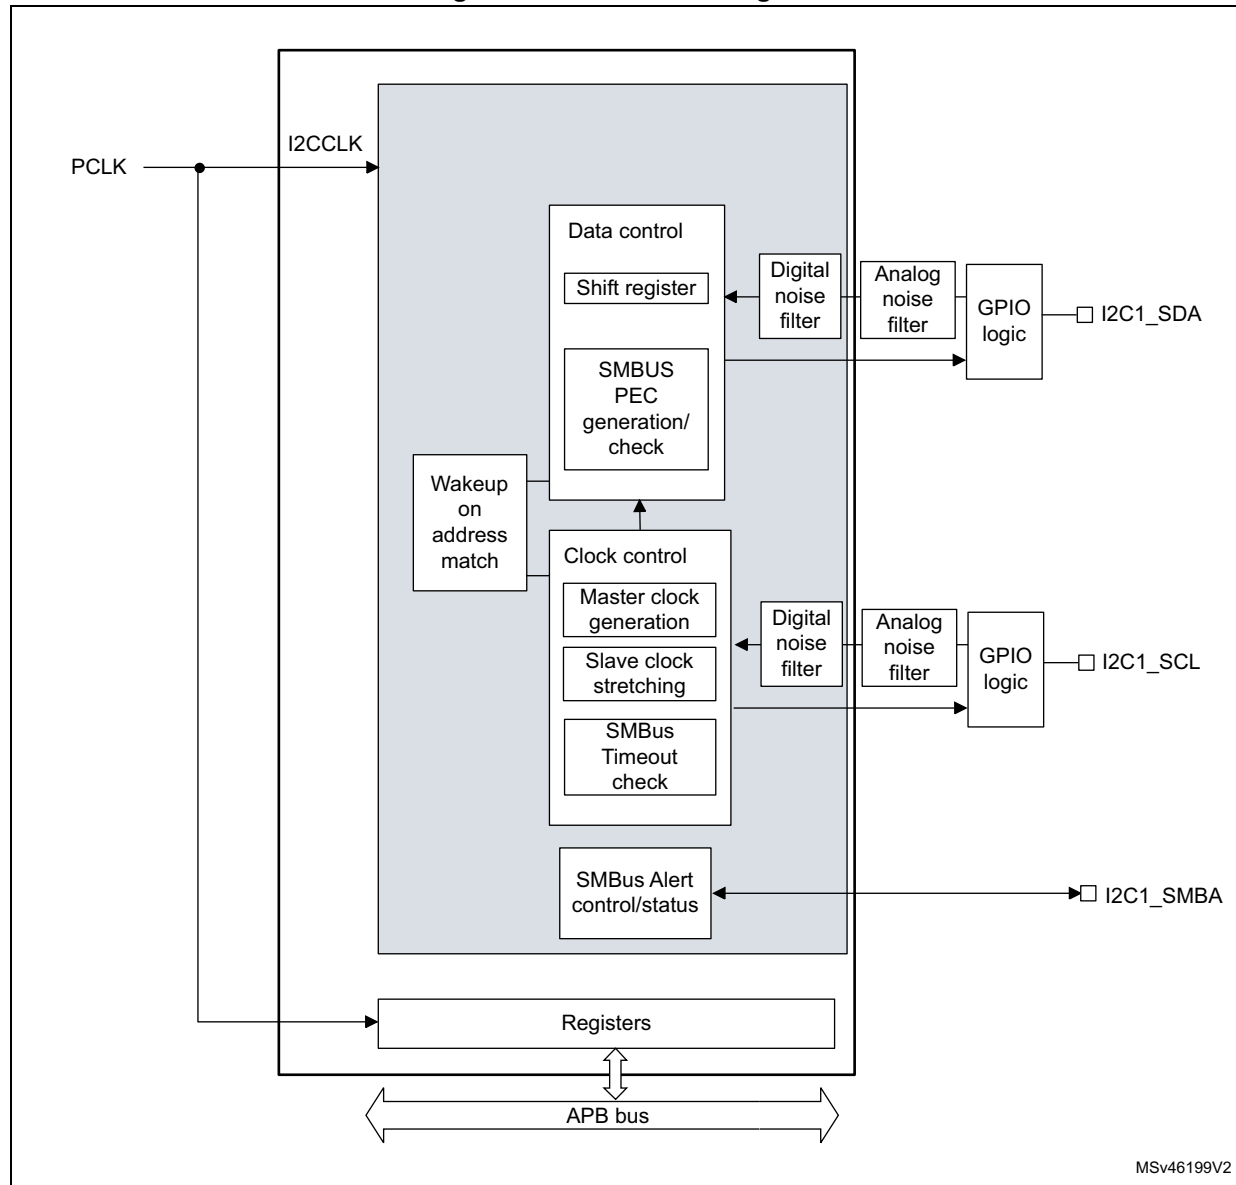 I2CCLK
PCLK
Data control
Shift register
SMBUS
PEC
generation/
check
Digital
noise
filter
Analog
noise
filter
GPIO
logic
I2C1_SDA
Wakeup
on
address
match
Clock control
Master clock
generation
Slave clock
stretching
SMBus
Timeout
check
Digital
noise
filter
Analog
noise
filter
GPIO
logic
I2C1_SCL
SMBus Alert
control/status
I2C1_SMBA
Registers
APB bus
MSv46199V2